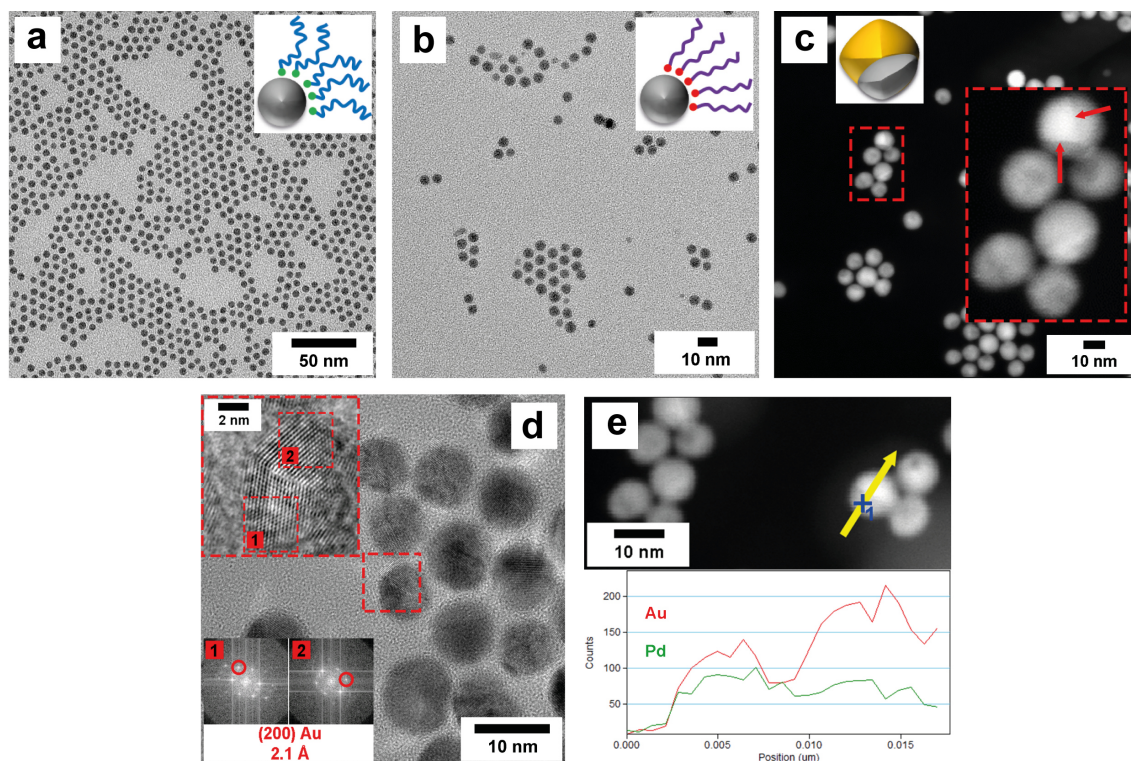 a
50 nm
b
10 nm
c
10 nm
2 nm
d
2
1
1
2
(200) Au
2.1 Å
10 nm
e
1
10 nm
Au
Pd
Counts
200
150
100
50
0.000
0.005
0.010
0.015
Position (um)